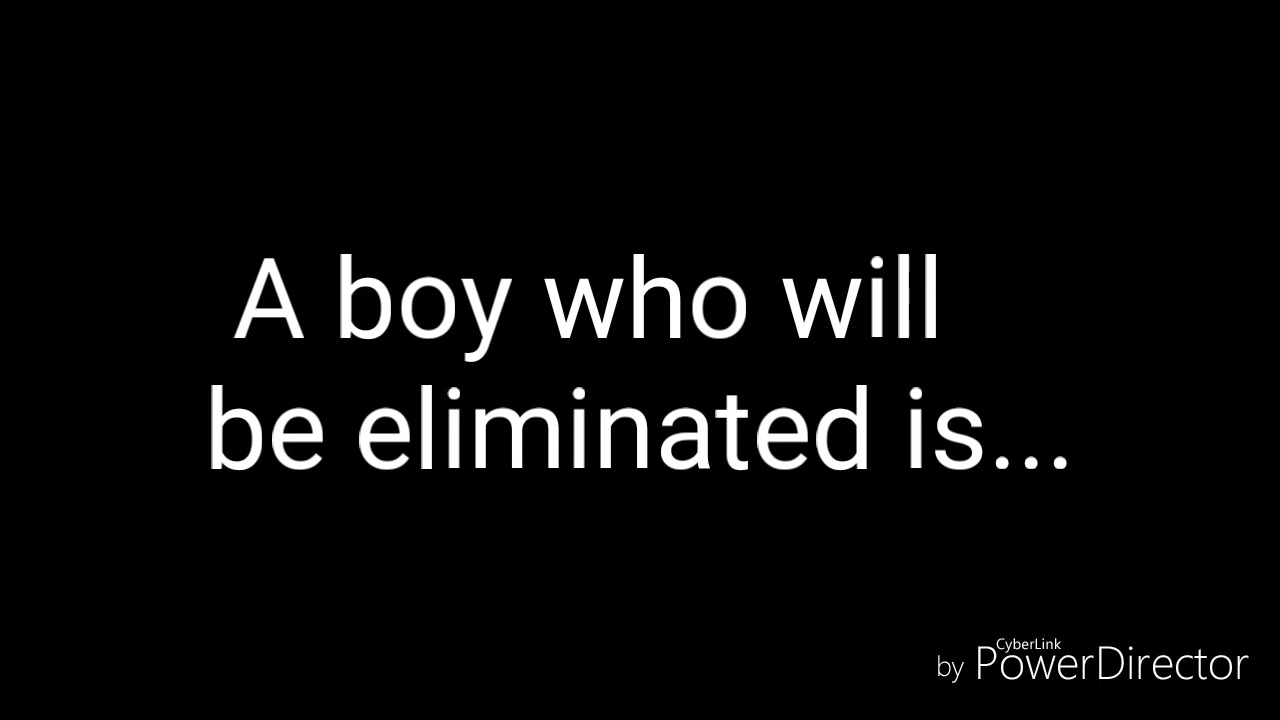 A boy who will
be eliminated is...
CyberLink
by PowerDirector